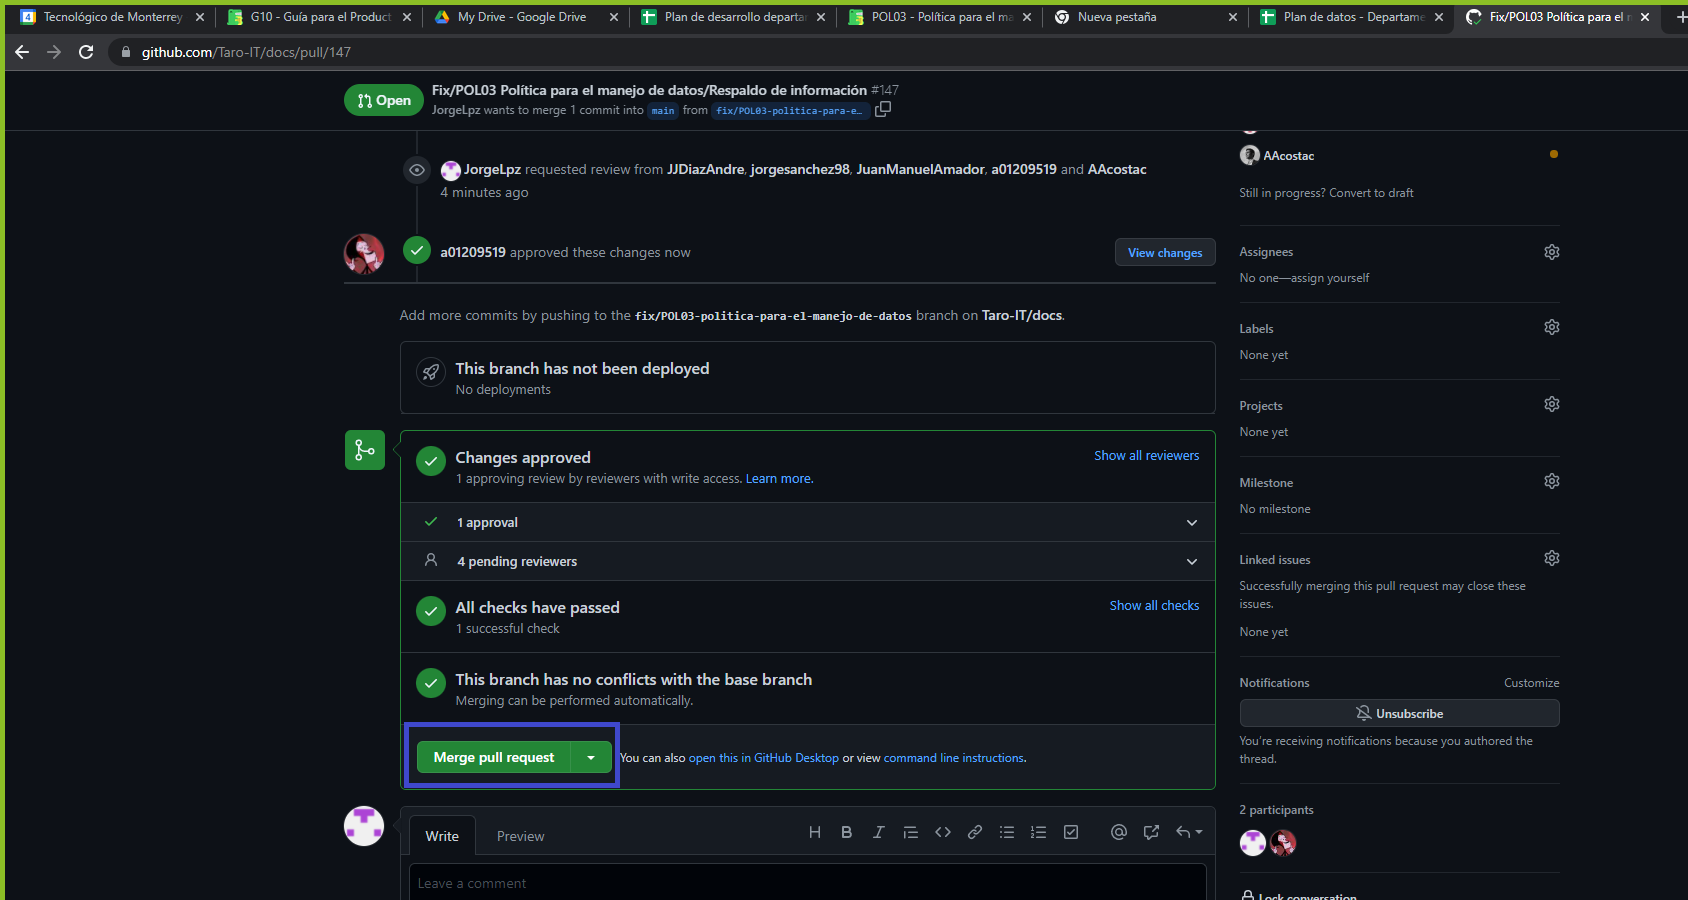 Tecnológico de Monterrey
G10 - Guía para el Product
My Drive - Google Drive
Plan de desarrollo departa
POL03 - Política para el ma
Nueva pestaña
Plan de datos - Departame
Fix/POL03 Política para el m
github.com/Taro-IT/docs/pull/147
Open
Fix/POL03 Política para el manejo de datos/Respaldo de información #147
JorgeLpz wants to merge 1 commit into main from fix/POL03-politica-para-e…
JorgeLpz requested review from JJDiazAndre, jorgesanchez98, JuanManuelAmador, a01209519 and AAcostac
4 minutes ago
a01209519 approved these changes now
View changes
Add more commits by pushing to the fix/POL03-politica-para-el-manejo-de-datos branch on Taro-IT/docs.
This branch has not been deployed
No deployments
Changes approved
1 approving review by reviewers with write access. Learn more.
Show all reviewers
1 approval
4 pending reviewers
All checks have passed
1 successful check
Show all checks
This branch has no conflicts with the base branch
Merging can be performed automatically.
Merge pull request
You can also open this in GitHub Desktop or view command line instructions.
Write
Preview
Leave a comment
AAcostac
Still in progress? Convert to draft
Assignees
No one—assign yourself
Labels
None yet
Projects
None yet
Milestone
No milestone
Linked issues
Successfully merging this pull request may close these
issues.
None yet
Notifications
Customize
Unsubscribe
You're receiving notifications because you authored the
thread.
2 participants
Lock conversation